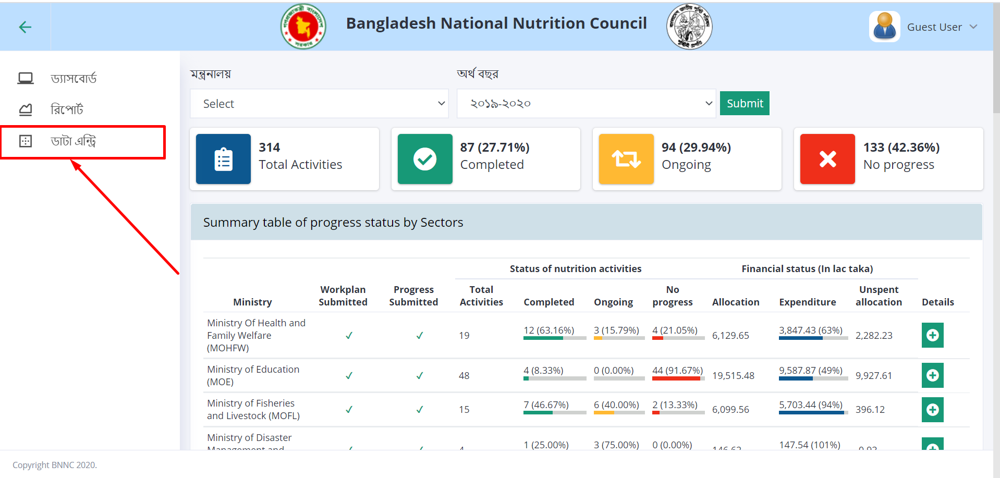 Bangladesh National Nutrition Council
Guest User
ড্যাসবোর্ড
রিপোর্ট
ডাটা এন্ট্রি
মন্ত্রনালয়
অর্থ বছর
Select
২০১৯-২০২০
Submit
314
Total Activities
87 (27.71%)
Completed
94 (29.94%)
Ongoing
133 (42.36%)
No progress
Summary table of progress status by Sectors
Status of nutrition activities Financial status (In lac taka)
Workplan Progress Total No Unspent
Ministry Submitted Submitted Activities Completed Ongoing progress Allocation Expenditure allocation Details
Ministry Of Health and
Family Welfare
(MOHFW)
✓ ✓ 19 12 (63.16%) 3 (15.79%) 4 (21.05%) 6,129.65 3,847.43 (63%) 2,282.23
Ministry of Education
(MOE)
✓ ✓ 48 4 (8.33%) 0 (0.00%) 44 (91.67%) 19,515.48 9,587.87 (49%) 9,927.61
Ministry of Fisheries
and Livestock (MOFL)
✓ ✓ 15 7 (46.67%) 6 (40.00%) 2 (13.33%) 6,099.56 5,703.44 (94%) 396.12
Ministry of Disaster
Management and
1 (25.00%) 3 (75.00%) 0 (0.00%) 147.54 (101%)
Copyright BNNC 2020.